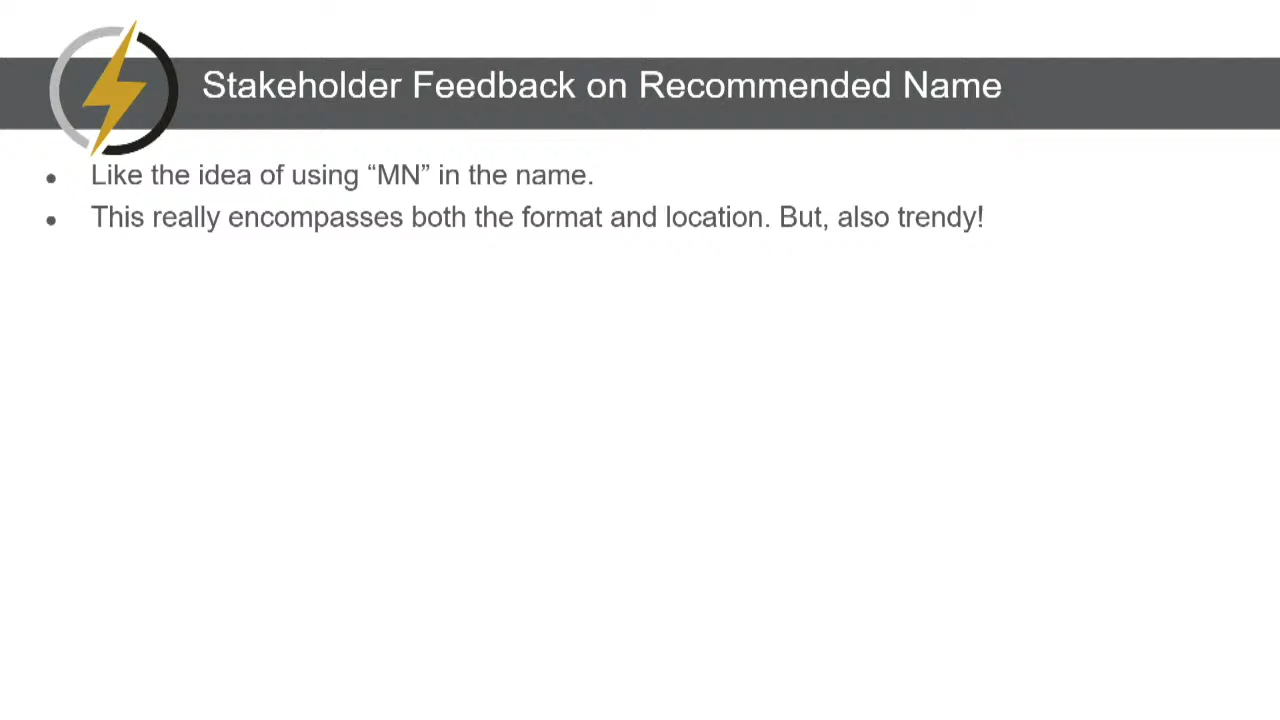 Stakeholder Feedback on Recommended Name
• Like the idea of using “MN” in the name.
• This really encompasses both the format and location. But, also trendy!